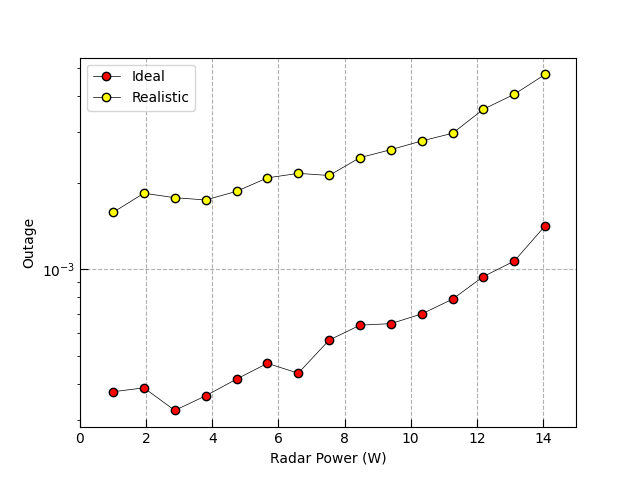 Ideal
Realistic
Outage
10⁻³
0 2 4 6 8 10 12 14
Radar Power (W)